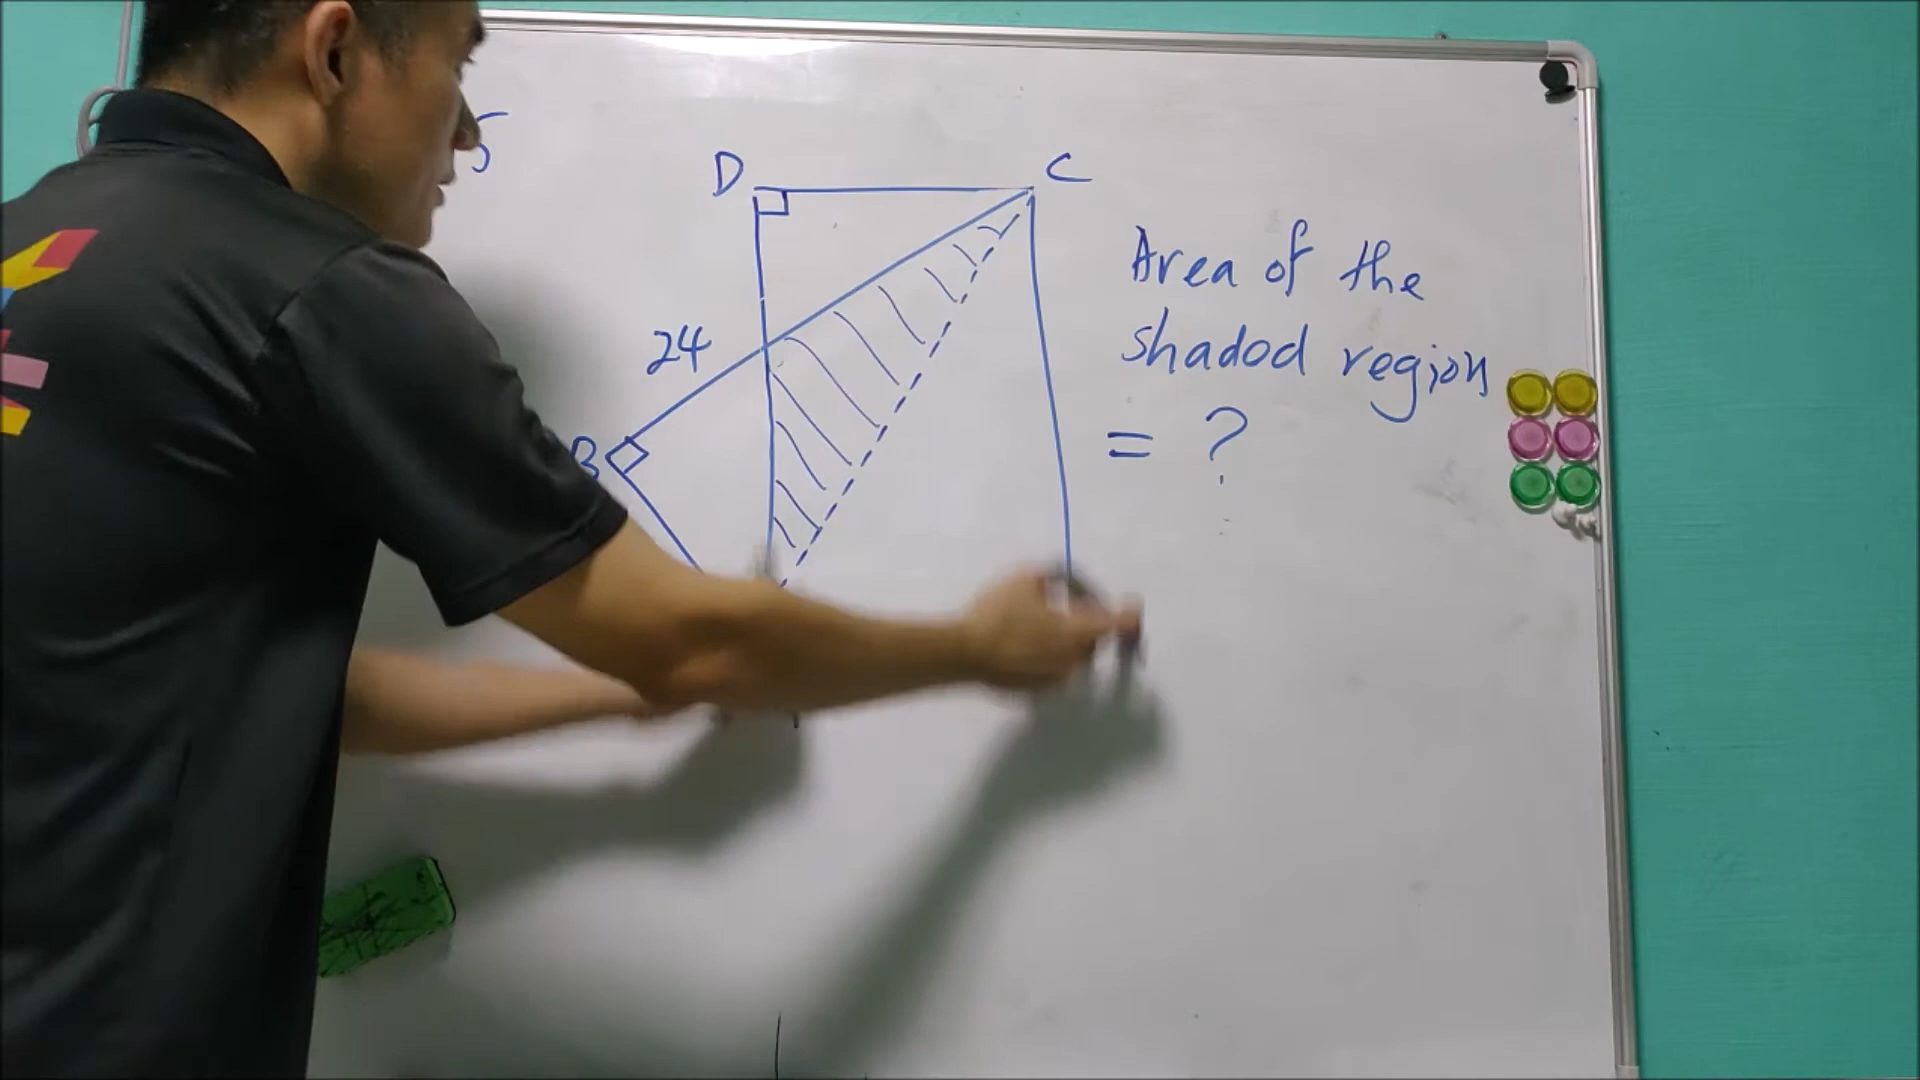 5
D
C
24
B
Area of the
shadod region
= ?